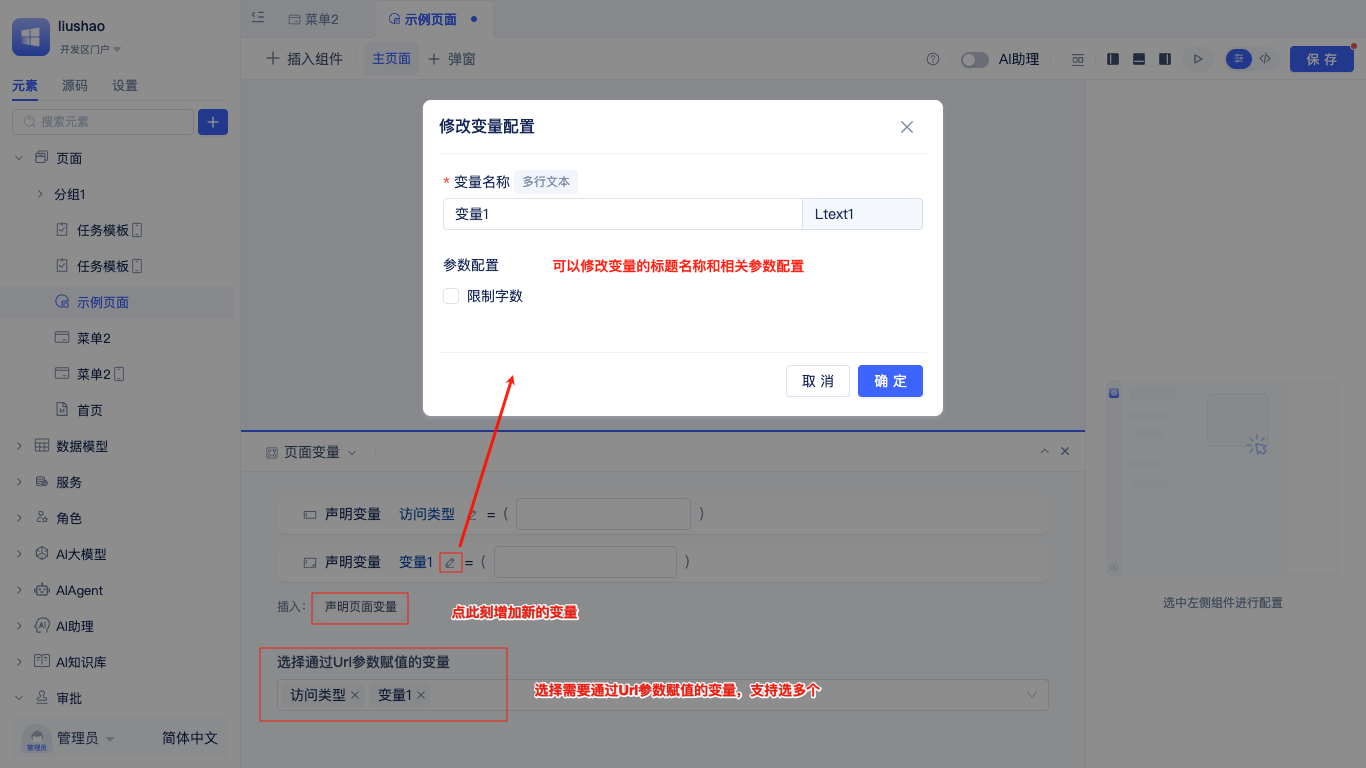 liushao
开发区门户
元素
源码
设置
搜索元素
页面
分组1
任务模板
任务模板
示例页面
菜单2
菜单2
首页
数据模型
服务
角色
AI大模型
AIAgent
AI助理
AI知识库
审批
管理员
管理员
简体中文
菜单2
示例页面
插入组件
主页面
弹窗
AI助理
保 存
修改变量配置
* 变量名称
多行文本
变量1
Ltext1
参数配置
可以修改变量的标题名称和相关参数配置
限制字数
取 消
确 定
页面变量
声明变量 访问类型 = ( )
声明变量 变量1 = ( )
插入:
声明页面变量
点此刻增加新的变量
选择通过Url参数赋值的变量
访问类型
变量1
选择需要通过Url参数赋值的变量，支持选多个
选中左侧组件进行配置